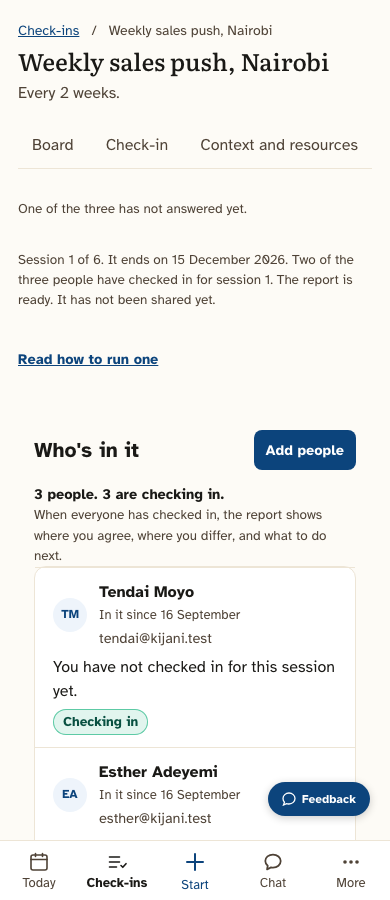 Check-ins / Weekly sales push, Nairobi
Weekly sales push, Nairobi
Every 2 weeks.
Board Check-in Context and resources
One of the three has not answered yet.
Session 1 of 6. It ends on 15 December 2026. Two of the
three people have checked in for session 1. The report is
ready. It has not been shared yet.
Read how to run one
Who's in it
Add people
3 people. 3 are checking in.
When everyone has checked in, the report shows
where you agree, where you differ, and what to do
next.
TM
Tendai Moyo
In it since 16 September
tendai@kijani.test
You have not checked in for this session
yet.
Checking in
EA
Esther Adeyemi
In it since 16 September
esther@kijani.test
Feedback
Today Check-ins Start Chat More